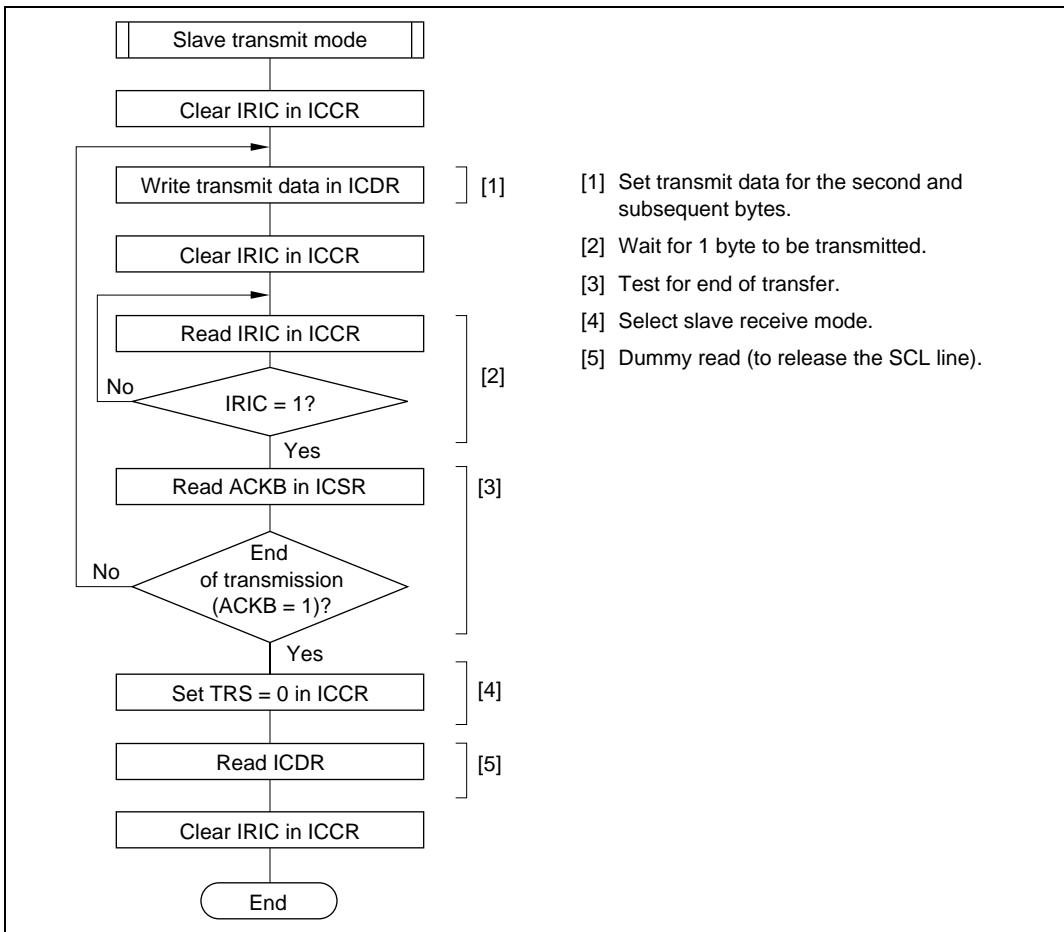 Slave transmit mode
Clear IRIC in ICCR
Write transmit data in ICDR
[1]
Clear IRIC in ICCR
Read IRIC in ICCR
[2]
No
IRIC = 1?
Yes
Read ACKB in ICSR
[3]
No
End
of transmission
(ACKB = 1)?
Yes
Set TRS = 0 in ICCR
[4]
Read ICDR
[5]
Clear IRIC in ICCR
End
[1] Set transmit data for the second and
subsequent bytes.
[2] Wait for 1 byte to be transmitted.
[3] Test for end of transfer.
[4] Select slave receive mode.
[5] Dummy read (to release the SCL line).